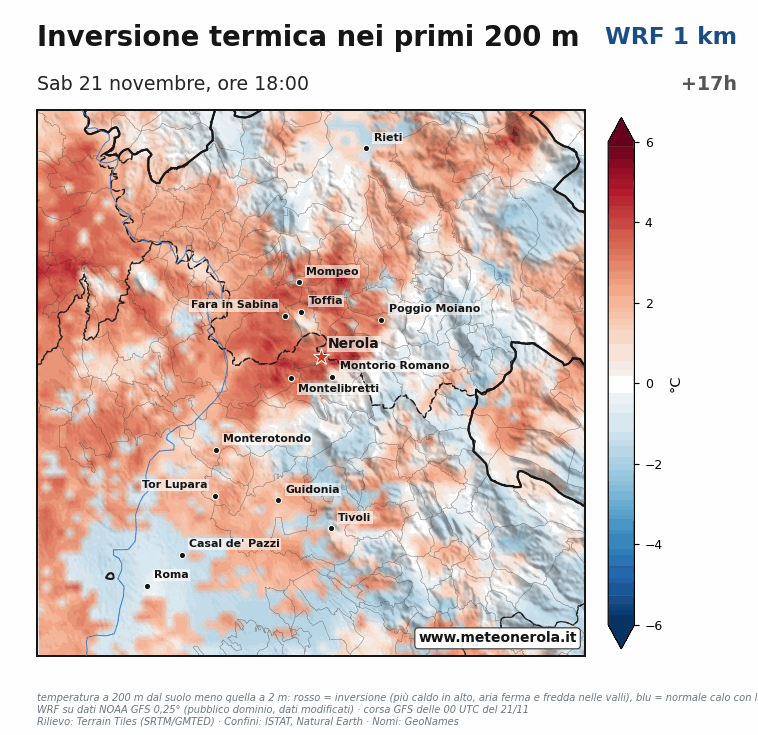 Inversione termica nei primi 200 m
WRF 1 km
Sab 21 novembre, ore 18:00
+17h
Rieti
Mompeo
Fara in Sabina
Toffia
Poggio Moiano
Nerola
Montorio Romano
Montelibretti
Monterotondo
Tor Lupara
Guidonia
Tivoli
Casal de' Pazzi
Roma
www.meteonerola.it
6
4
2
0
−2
−4
−6
°C
temperatura a 200 m dal suolo meno quella a 2 m: rosso = inversione (più caldo in alto, aria ferma e fredda nelle valli), blu = normale calo con
WRF su dati NOAA GFS 0,25° (pubblico dominio, dati modificati) · corsa GFS delle 00 UTC del 21/11
Rilievo: Terrain Tiles (SRTM/GMTED) · Confini: ISTAT, Natural Earth · Nomi: GeoNames